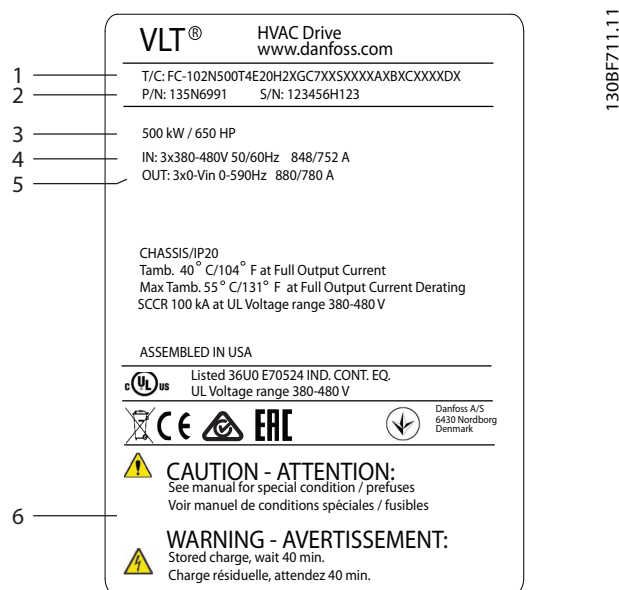 VLT® HVAC Drive
www.danfoss.com
1 T/C: FC-102N500T4E20H2XGC7XXSXXXXAXBXCXXXXDX
2 P/N: 135N6991 S/N: 123456H123
3 500 kW / 650 HP
4 IN: 3x380-480V 50/60Hz 848/752 A
5 OUT: 3x0-Vin 0-590Hz 880/780 A
CHASSIS/IP20
Tamb. 40° C/104° F at Full Output Current
Max Tamb. 55° C/131° F at Full Output Current Derating
SCCR 100 kA at UL Voltage range 380-480 V
ASSEMBLED IN USA
c UL us Listed 36U0 E70524 IND. CONT. EQ.
UL Voltage range 380-480 V
CE EAC
Danfoss A/S
6430 Nordborg
Denmark
CAUTION - ATTENTION:
See manual for special condition / prefuses
Voir manuel de conditions spéciales / fusibles
6
WARNING - AVERTISSEMENT:
Stored charge, wait 40 min.
Charge résiduelle, attendez 40 min.
130BF711.11